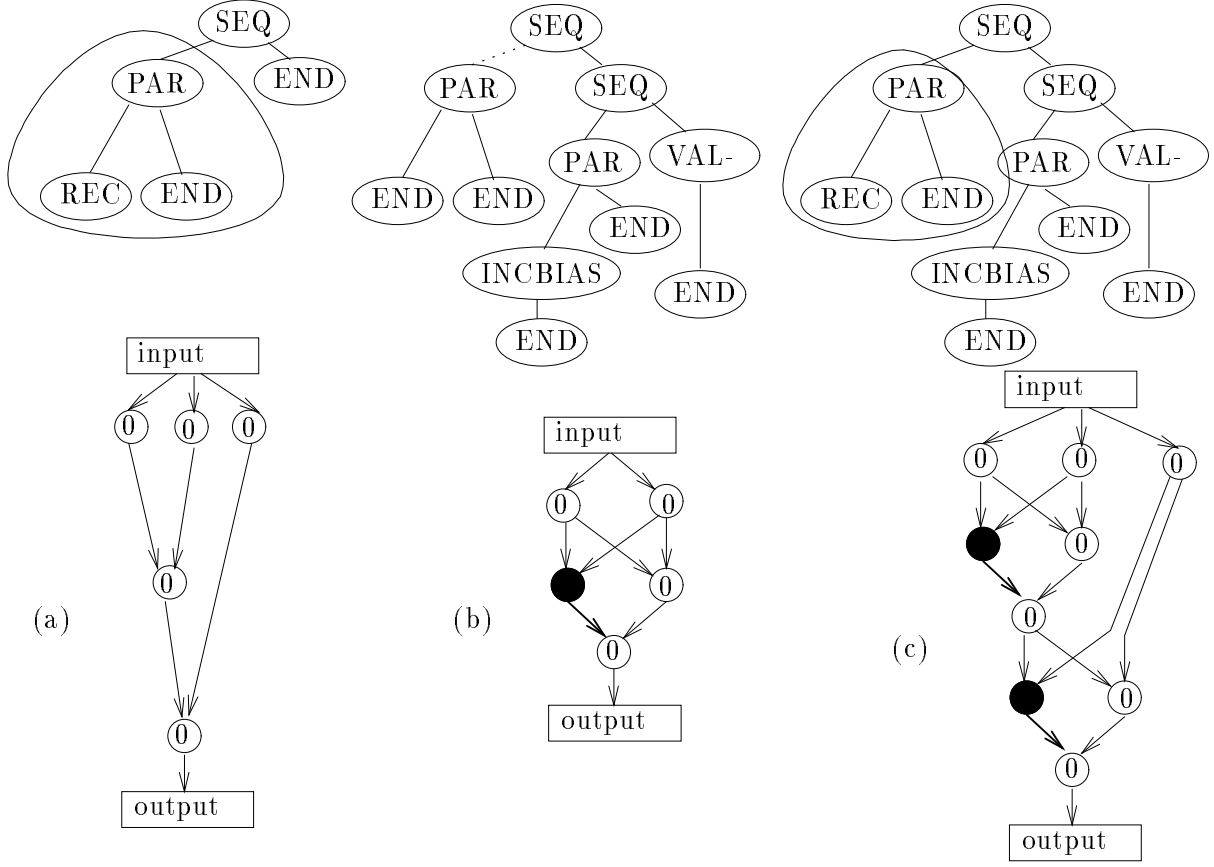 SEQ
PAR
END
REC
END
input
0
0
0
0
0
output
(a)
SEQ
PAR
SEQ
END
END
PAR
VAL-
END
INCBIAS
END
END
input
0
0
0
0
output
(b)
SEQ
PAR
SEQ
REC
END
PAR
VAL-
END
INCBIAS
END
END
input
0
0
0
0
0
0
0
output
(c)